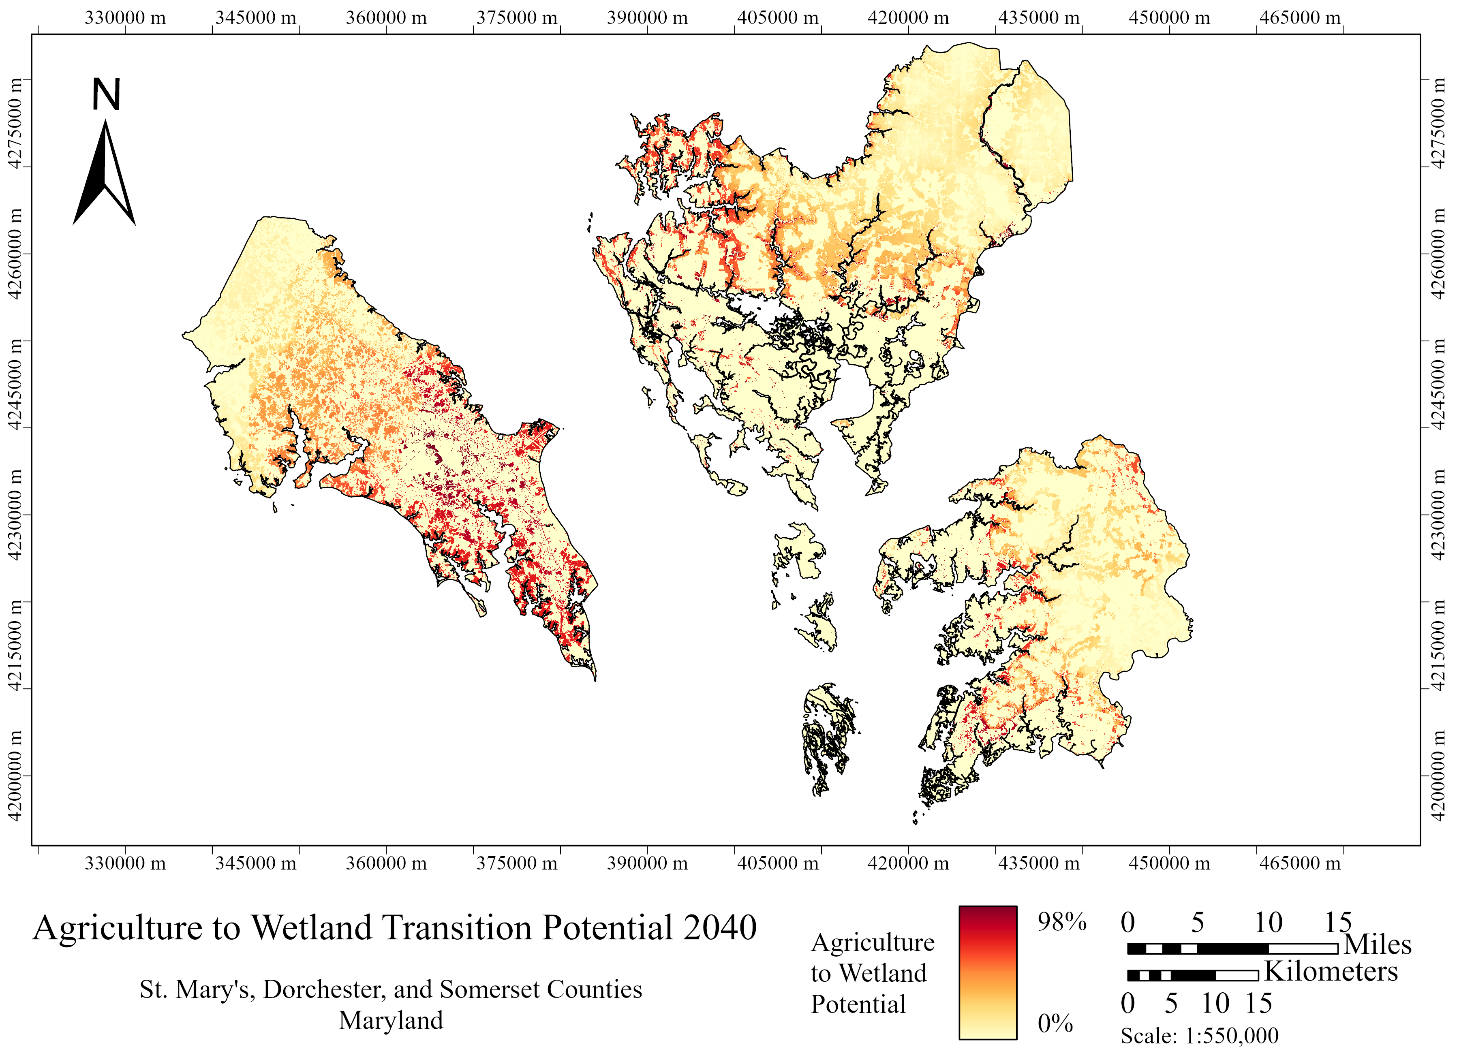 330000 m 345000 m 360000 m 375000 m 390000 m 405000 m 420000 m 435000 m 450000 m 465000 m
N
4275000 m
4260000 m
4245000 m
4230000 m
4215000 m
4200000 m
4275000 m
4260000 m
4245000 m
4230000 m
4215000 m
4200000 m
330000 m 345000 m 360000 m 375000 m 390000 m 405000 m 420000 m 435000 m 450000 m 465000 m
Agriculture to Wetland Transition Potential 2040
St. Mary's, Dorchester, and Somerset Counties
Maryland
Agriculture
to Wetland
Potential
98%
0%
0 5 10 15
Miles
Kilometers
0 5 10 15
Scale: 1:550,000